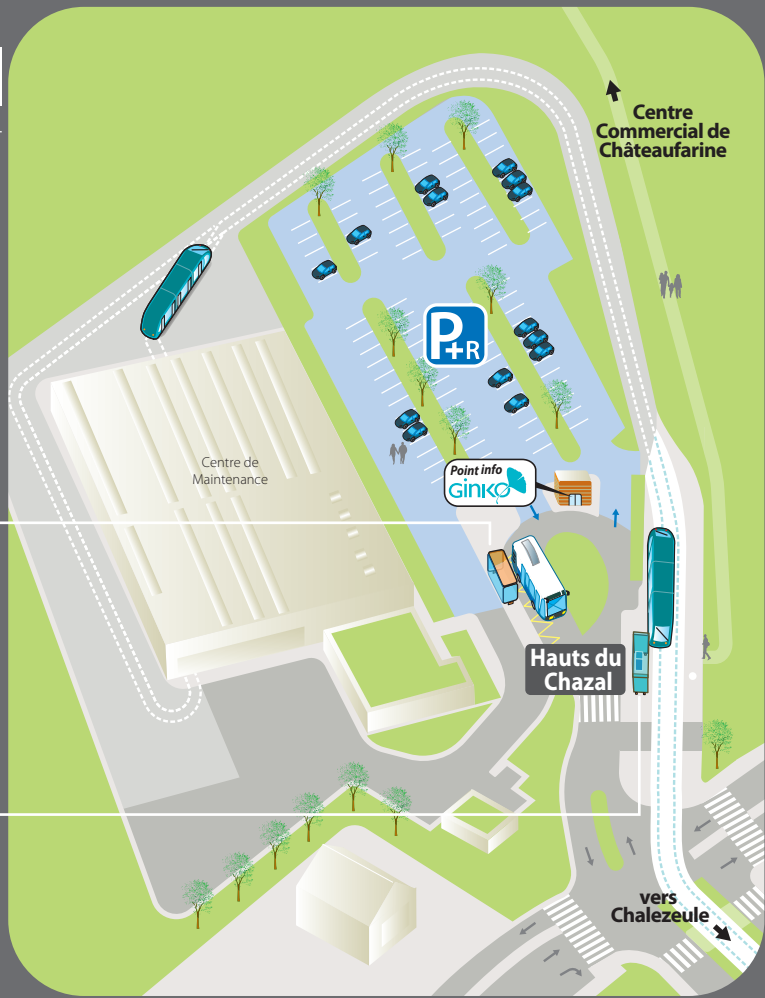 Centre
Commercial de
Châteaufarine
P+R
Centre de
Maintenance
Point info
GINKO
Hauts du
Chazal
vers
Chalezeule